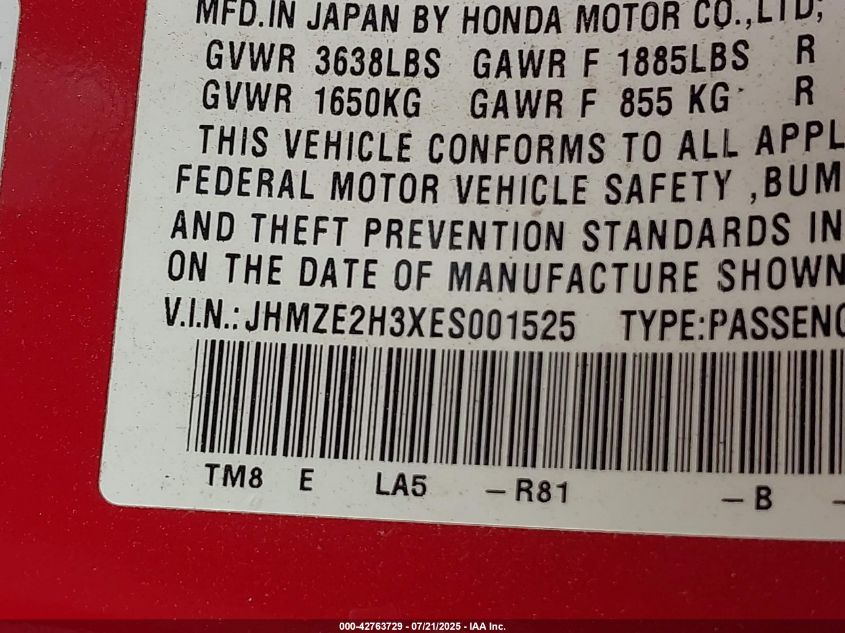 MFD.IN JAPAN BY HONDA MOTOR CO.,LTD;
GVWR 3638LBS GAWR F 1885LBS R
GVWR 1650KG GAWR F 855 KG R
THIS VEHICLE CONFORMS TO ALL APPL
FEDERAL MOTOR VEHICLE SAFETY ,BUM
AND THEFT PREVENTION STANDARDS IN
ON THE DATE OF MANUFACTURE SHOWN
V.I.N.: JHMZE2H3XES001525 TYPE:PASSENG
TM8 E LA5 -R81 -B -
000-42763729 - 07/21/2025 - IAA Inc.